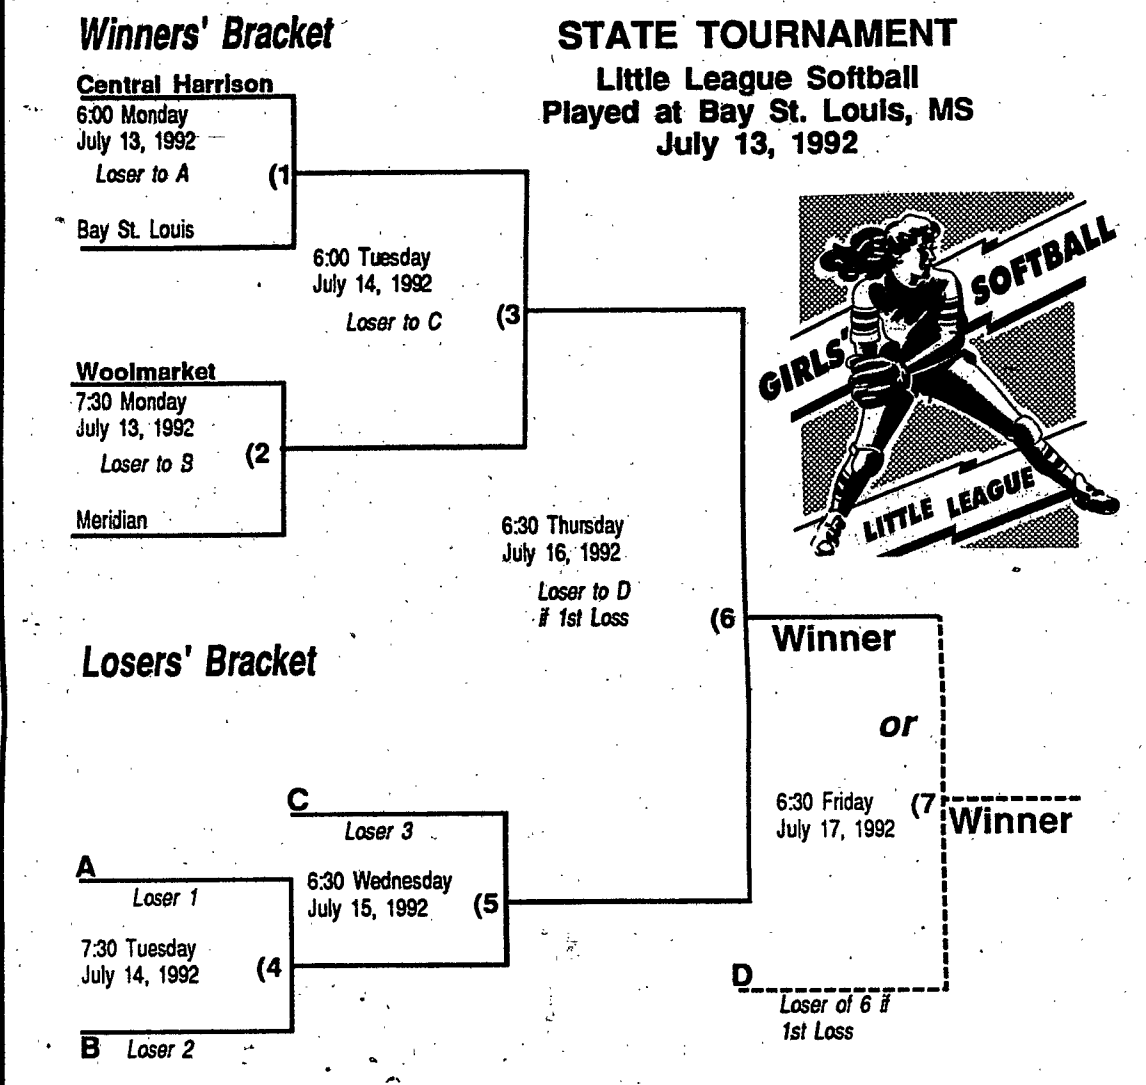 Winners' Bracket
STATE TOURNAMENT
Little League Softball
Played at Bay St. Louis, MS
July 13, 1992
Central Harrison
6:00 Monday
July 13, 1992
Loser to A
(1
Bay St. Louis
6:00 Tuesday
July 14, 1992
Loser to C
(3
Woolmarket
7:30 Monday
July 13, 1992
Loser to B
(2
Meridian
GIRLS'
SOFTBALL
LITTLE LEAGUE
6:30 Thursday
July 16, 1992
Loser to D
if 1st Loss
(6
Winner
or
6:30 Friday
July 17, 1992
(7
Winner
Losers' Bracket
C
Loser 3
A
Loser 1
6:30 Wednesday
July 15, 1992
(5
7:30 Tuesday
July 14, 1992
(4
B Loser 2
D
Loser of 6 if
1st Loss